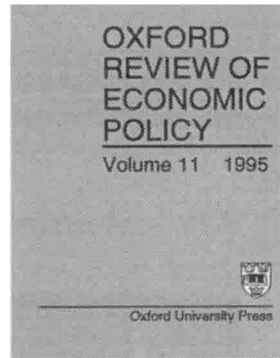 OXFORD
REVIEW OF
ECONOMIC
POLICY
Volume 11 1995
Oxford University Press